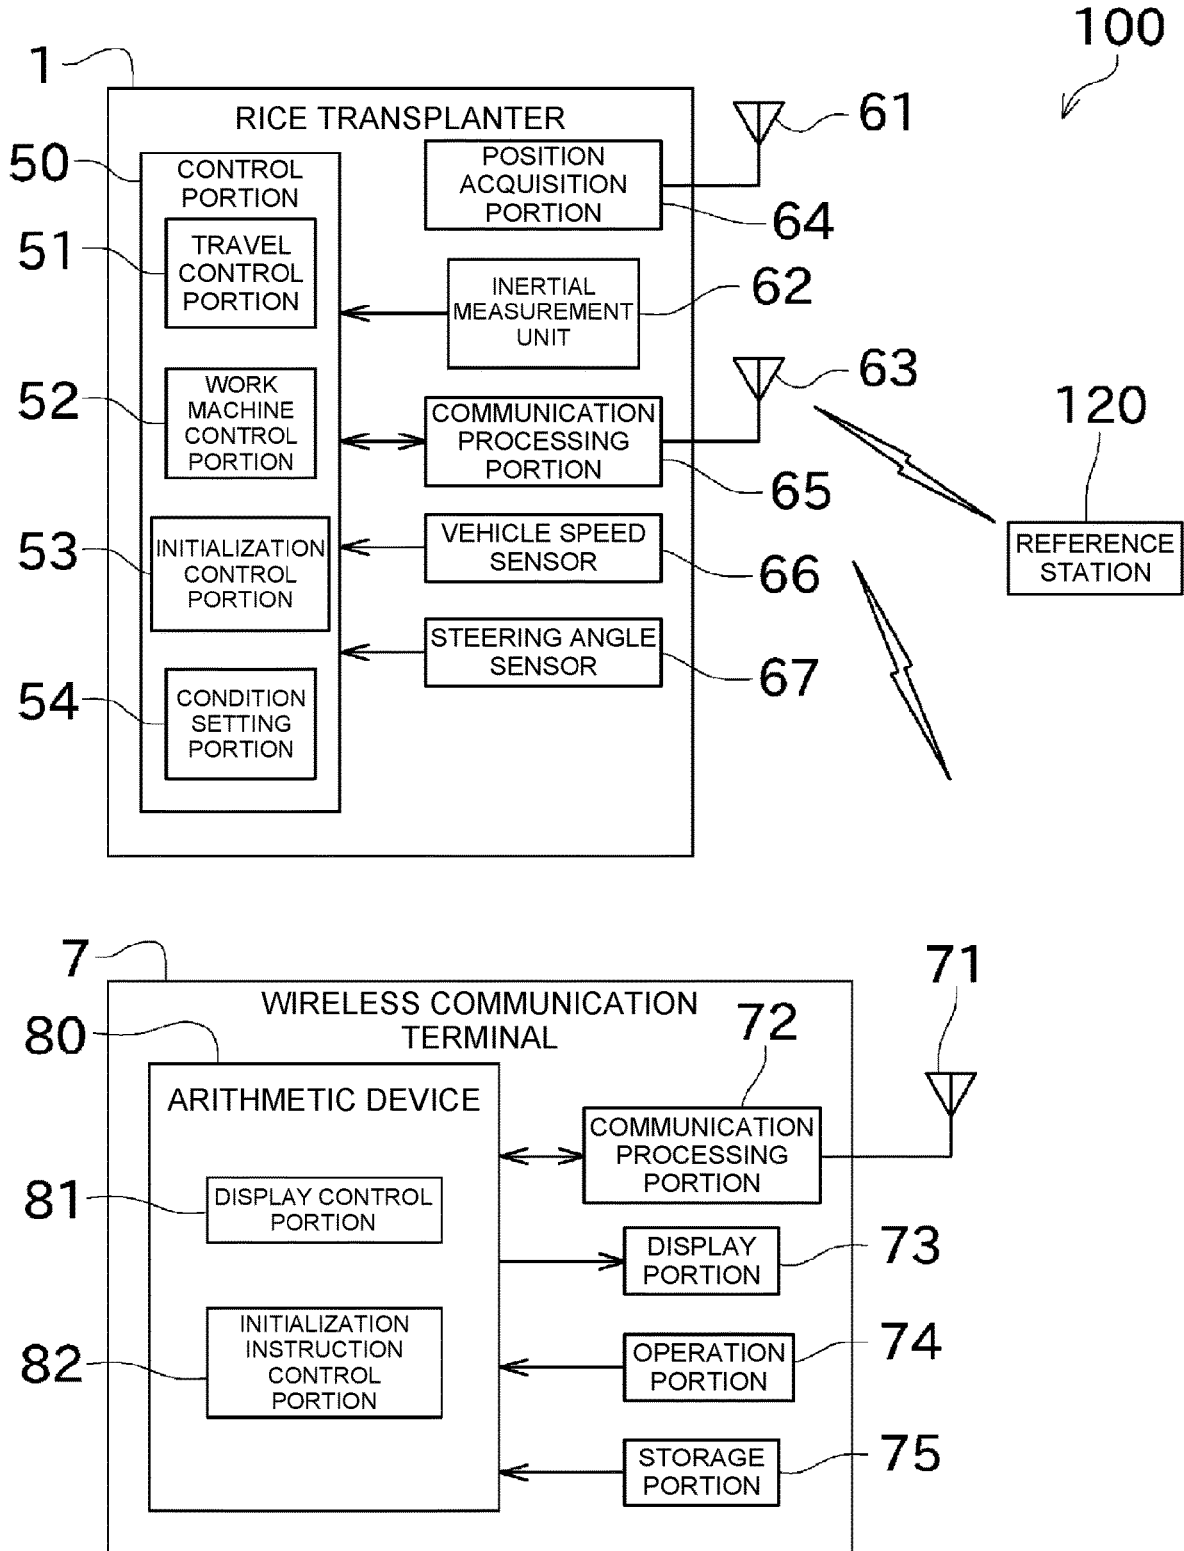 100
1
RICE TRANSPLANTER
61
50
CONTROL
PORTION
POSITION
ACQUISITION
PORTION
64
51
TRAVEL
CONTROL
PORTION
INERTIAL
MEASUREMENT
UNIT
62
63
52
WORK
MACHINE
CONTROL
PORTION
COMMUNICATION
PROCESSING
PORTION
65
120
REFERENCE
STATION
53
INITIALIZATION
CONTROL
PORTION
VEHICLE SPEED
SENSOR
66
STEERING ANGLE
SENSOR
67
54
CONDITION
SETTING
PORTION
7
WIRELESS COMMUNICATION
TERMINAL
71
80
72
ARITHMETIC DEVICE
COMMUNICATION
PROCESSING
PORTION
81
DISPLAY CONTROL
PORTION
DISPLAY
PORTION
73
82
INITIALIZATION
INSTRUCTION
CONTROL
PORTION
OPERATION
PORTION
74
STORAGE
PORTION
75